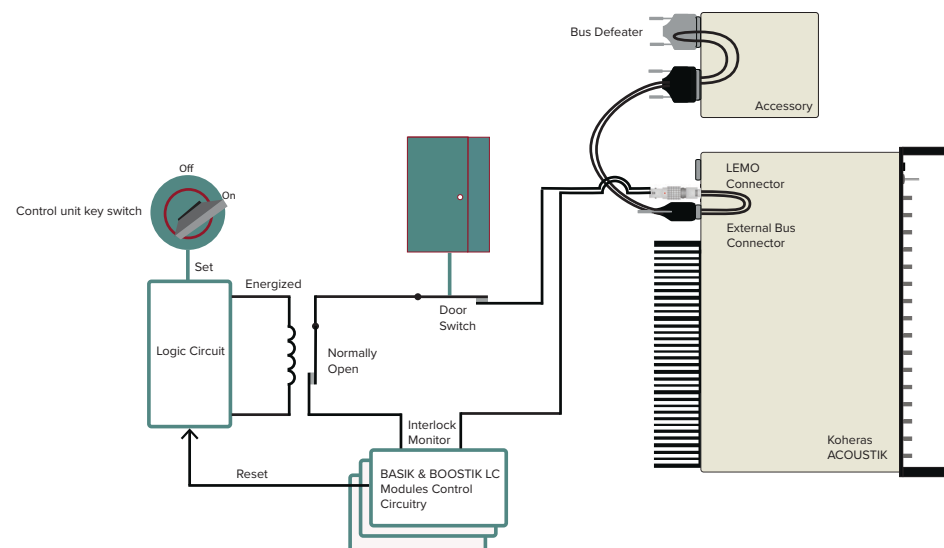 Bus Defeater
Accessory
LEMO
Connector
External Bus
Connector
Koheras
ACOUSTIK
Off
On
Control unit key switch
Set
Energized
Logic Circuit
Door
Switch
Normally
Open
Interlock
Monitor
Reset
BASIK & BOOSTIK LC
Modules Control
Circuitry